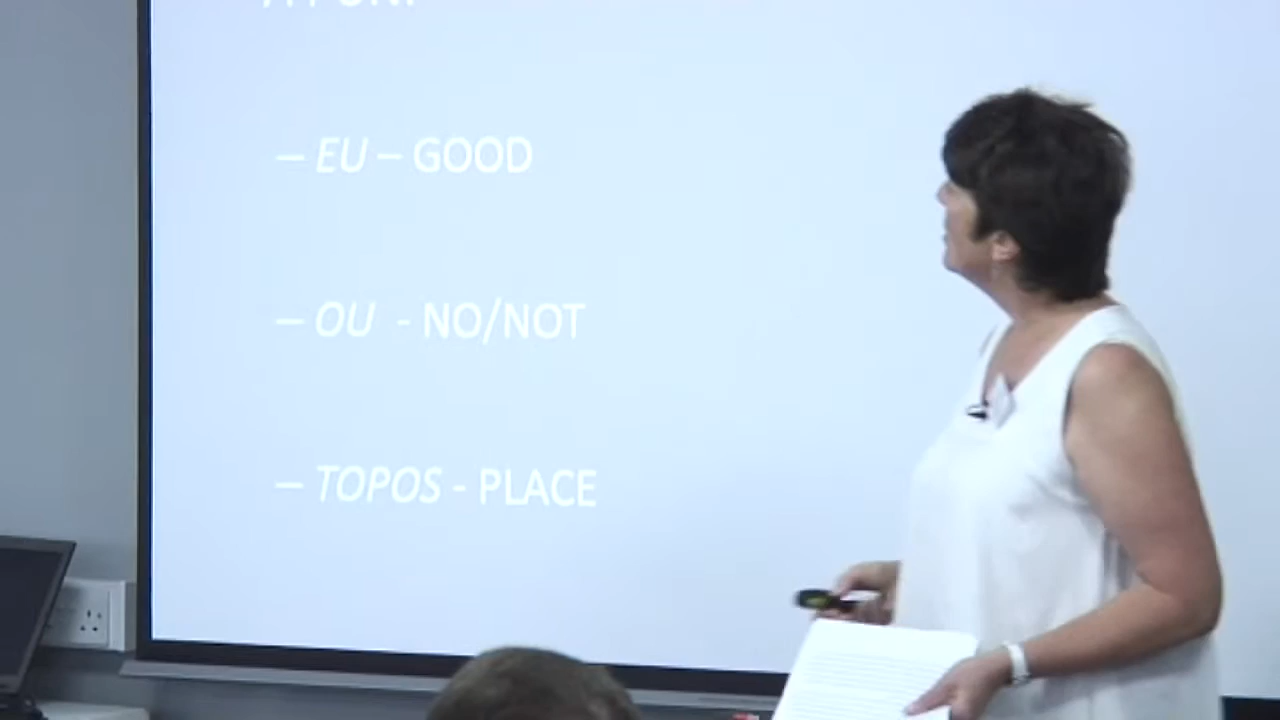 – EU – GOOD
– OU - NO/NOT
– TOPOS - PLACE